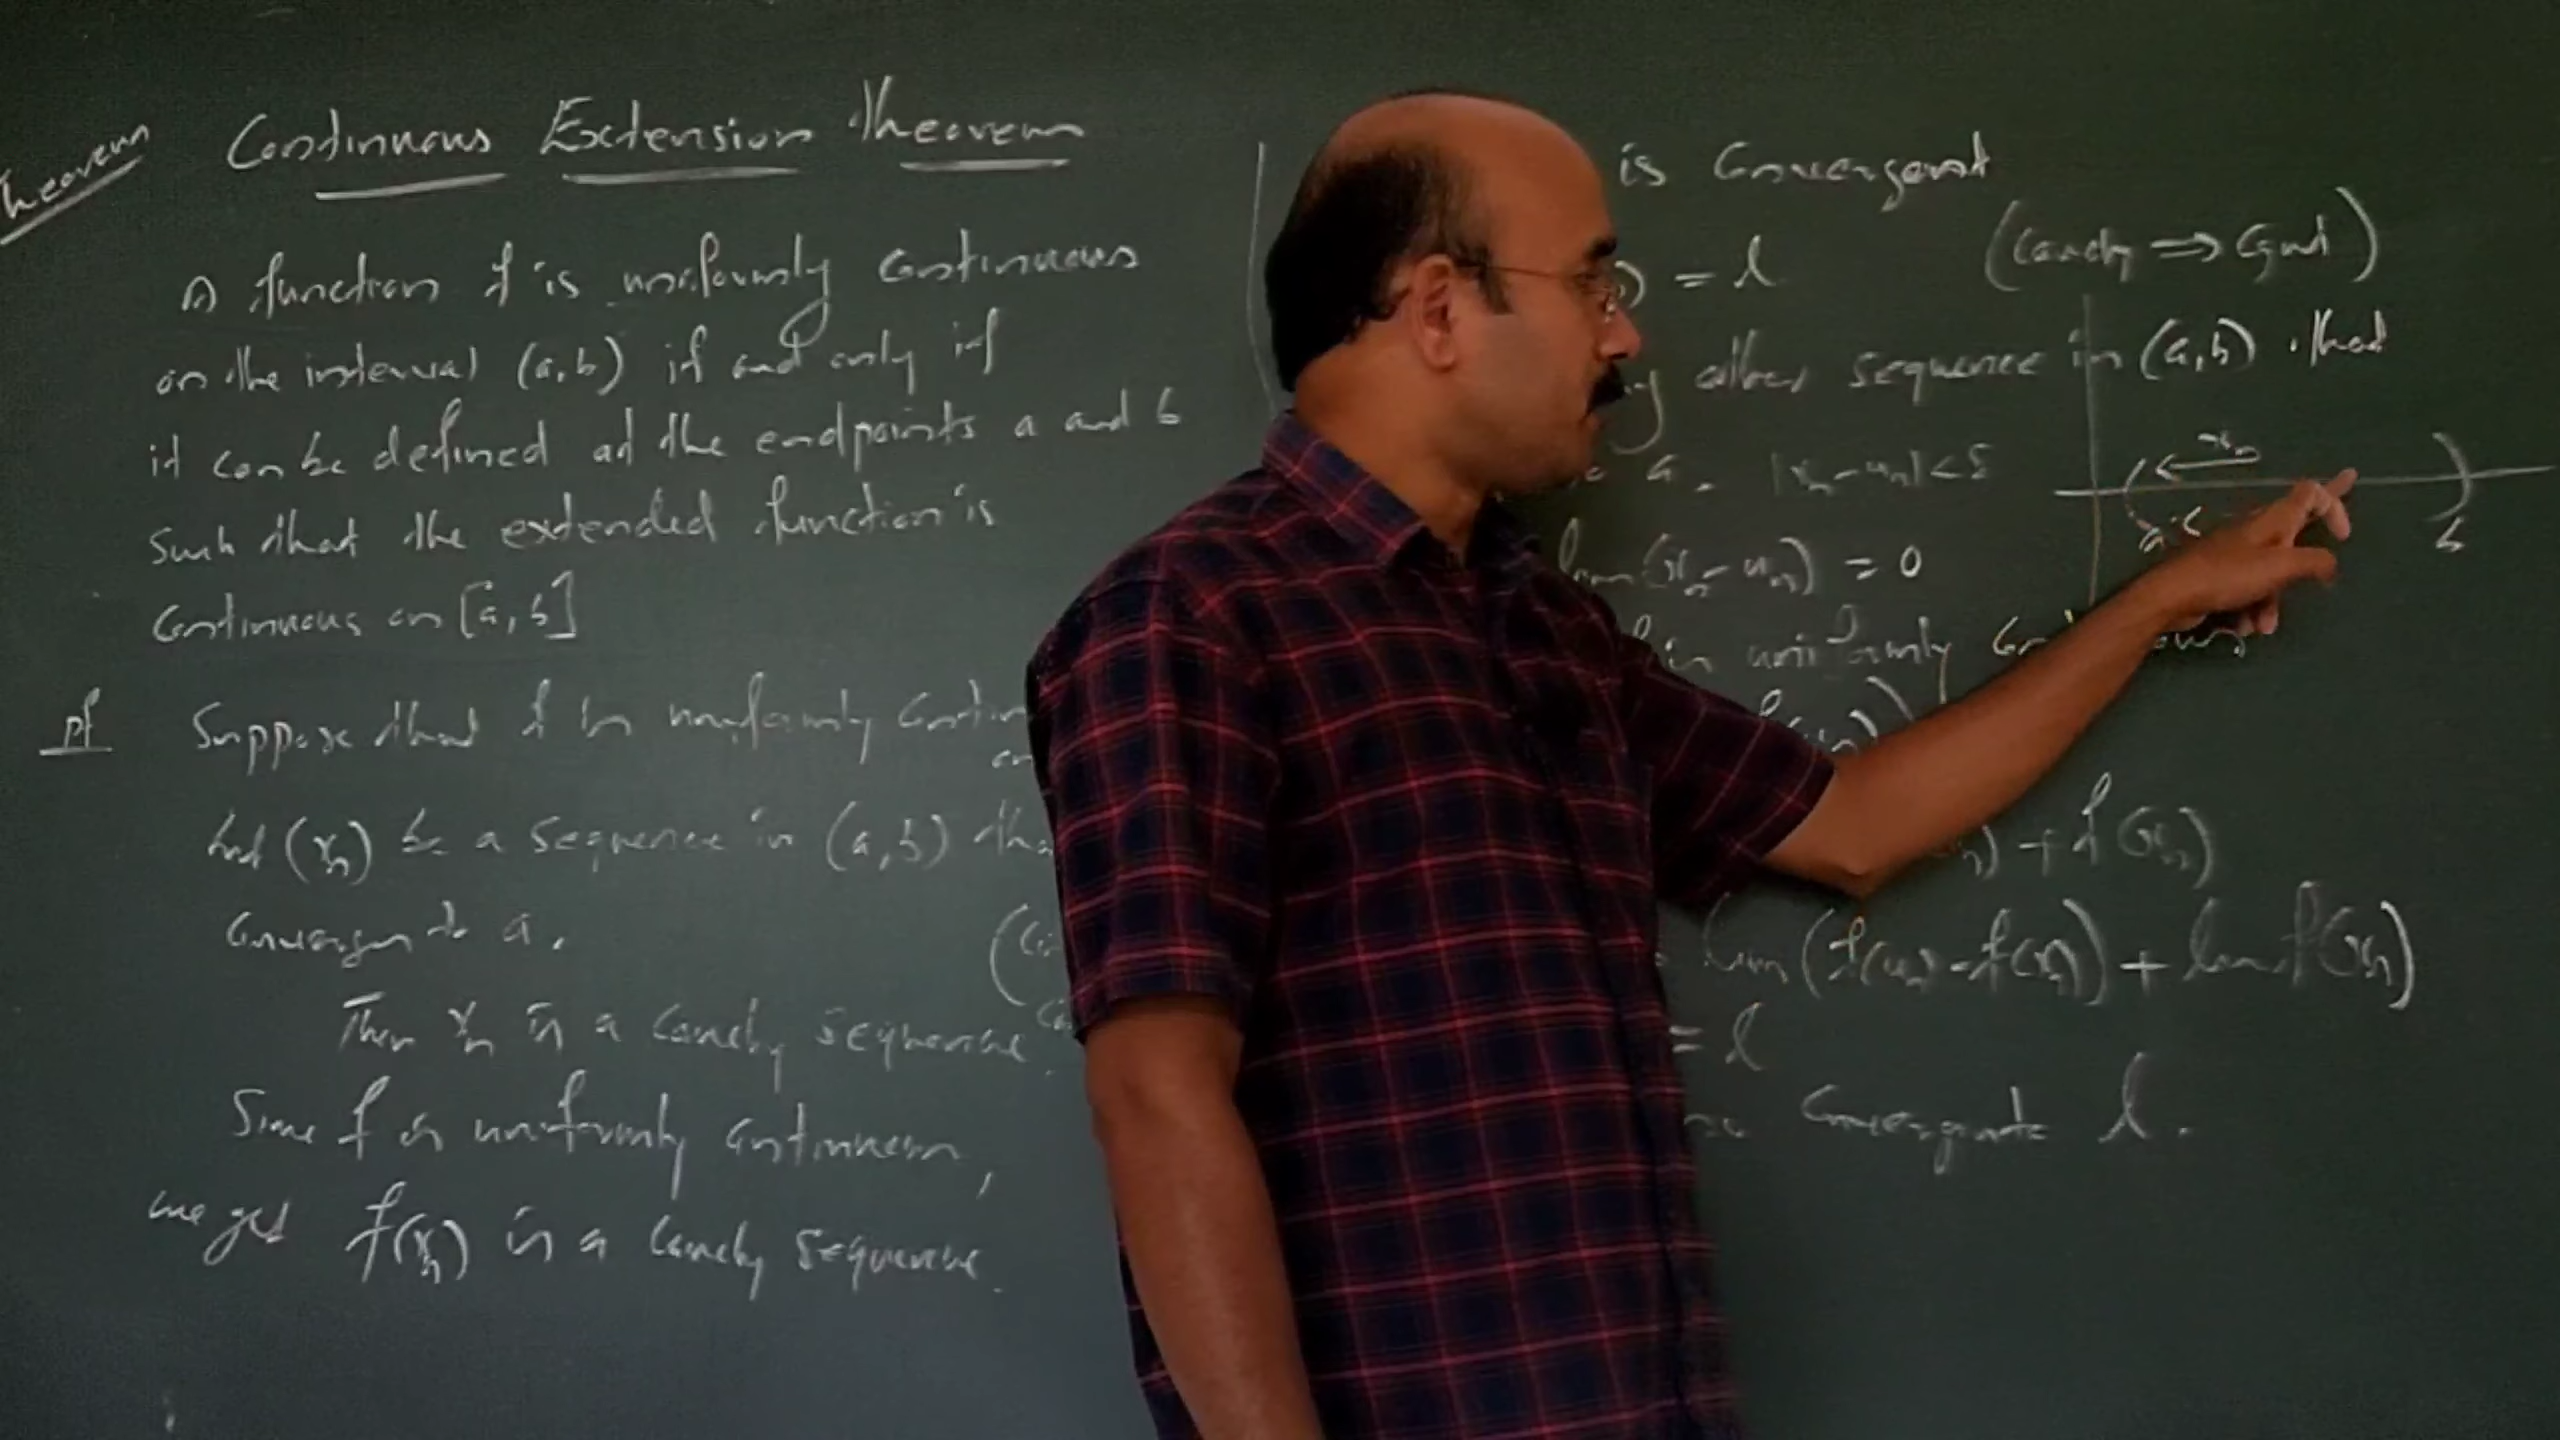 Theorem Continuous Extension Theorem
A function f is uniformly continuous
on the interval (a,b) if and only if
it can be defined at the endpoints a and b
such that the extended function is
continuous on [a,b]
pf Suppose that f is uniformly contin
on
Let (xₙ) be a sequence in (a,b) tha
converges to a.
Then xₙ is a Cauchy sequence.
Since f is uniformly continuous,
we get f(xₙ) is a Cauchy sequence.
is Convergent
(Cauchy ⇒ Cgnt)
) = l
y other sequence in (a,b) that
a. |xₙ - uₙ| < δ
xₙ
a
b
lim (xₙ - uₙ) = 0
is uniformly
) + f(xₙ)
lim (f(uₙ) - f(xₙ)) + lim f(xₙ)
= l
converges to l.